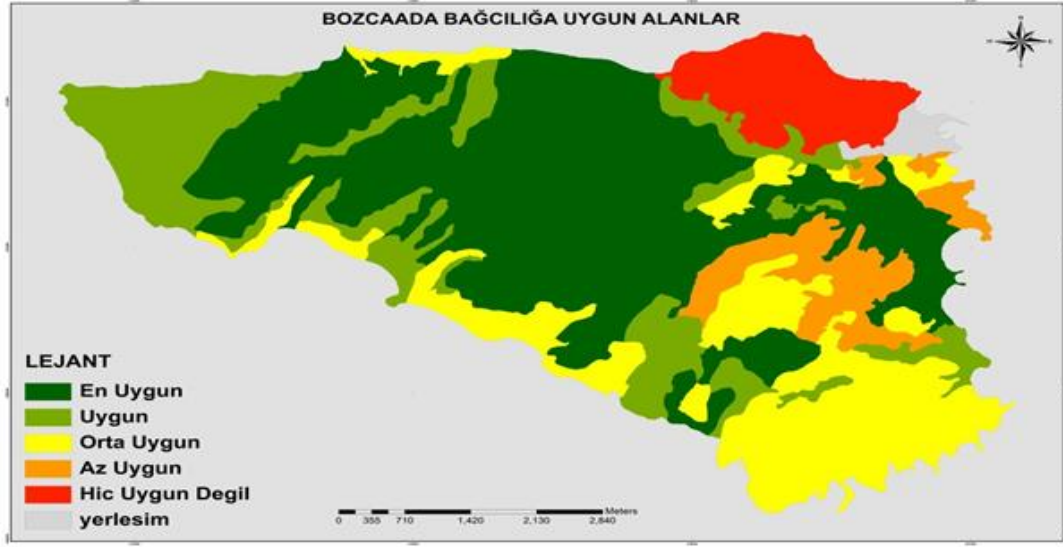 BOZCAADA BAĞCILIĞA UYGUN ALANLAR
LEJANT
En Uygun
Uygun
Orta Uygun
Az Uygun
Hic Uygun Degil
yerlesim
Meters
0 355 710 1,420 2,130 2,840